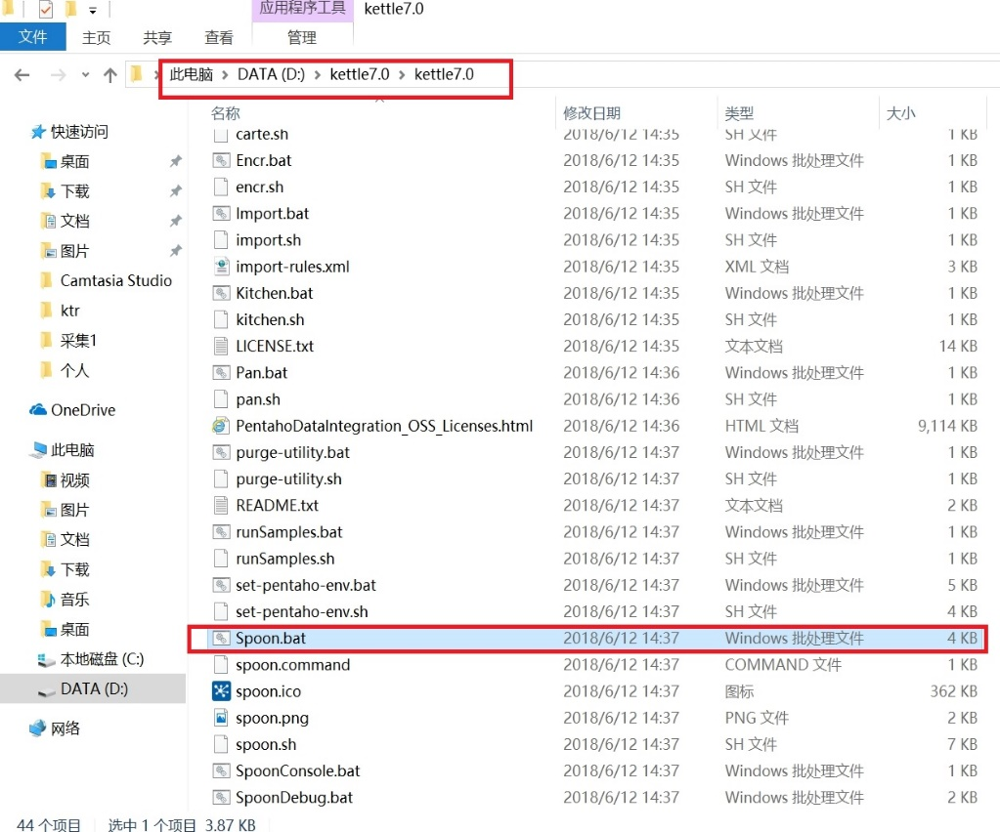 应用程序工具 kettle7.0
文件 主页 共享 查看 管理
此电脑 DATA (D:) kettle7.0 kettle7.0
名称 修改日期 类型 大小
快速访问
桌面
下载
文档
图片
Camtasia Studio
ktr
采集1
个人
OneDrive
此电脑
视频
图片
文档
下载
音乐
桌面
本地磁盘 (C:)
DATA (D:)
网络
carte.sh 2018/6/12 14:35 SH 文件 1 KB
Encr.bat 2018/6/12 14:35 Windows 批处理文件 1 KB
encr.sh 2018/6/12 14:35 SH 文件 1 KB
Import.bat 2018/6/12 14:35 Windows 批处理文件 1 KB
import.sh 2018/6/12 14:35 SH 文件 1 KB
import-rules.xml 2018/6/12 14:35 XML 文档 3 KB
Kitchen.bat 2018/6/12 14:35 Windows 批处理文件 1 KB
kitchen.sh 2018/6/12 14:35 SH 文件 1 KB
LICENSE.txt 2018/6/12 14:35 文本文档 14 KB
Pan.bat 2018/6/12 14:36 Windows 批处理文件 1 KB
pan.sh 2018/6/12 14:36 SH 文件 1 KB
PentahoDataIntegration_OSS_Licenses.html 2018/6/12 14:36 HTML 文档 9,114 KB
purge-utility.bat 2018/6/12 14:37 Windows 批处理文件 1 KB
purge-utility.sh 2018/6/12 14:37 SH 文件 1 KB
README.txt 2018/6/12 14:37 文本文档 2 KB
runSamples.bat 2018/6/12 14:37 Windows 批处理文件 1 KB
runSamples.sh 2018/6/12 14:37 SH 文件 1 KB
set-pentaho-env.bat 2018/6/12 14:37 Windows 批处理文件 5 KB
set-pentaho-env.sh 2018/6/12 14:37 SH 文件 4 KB
Spoon.bat 2018/6/12 14:37 Windows 批处理文件 4 KB
spoon.command 2018/6/12 14:37 COMMAND 文件 1 KB
spoon.ico 2018/6/12 14:37 图标 362 KB
spoon.png 2018/6/12 14:37 PNG 文件 2 KB
spoon.sh 2018/6/12 14:37 SH 文件 7 KB
SpoonConsole.bat 2018/6/12 14:37 Windows 批处理文件 1 KB
SpoonDebug.bat 2018/6/12 14:37 Windows 批处理文件 2 KB
44 个项目 选中 1 个项目 3.87 KB